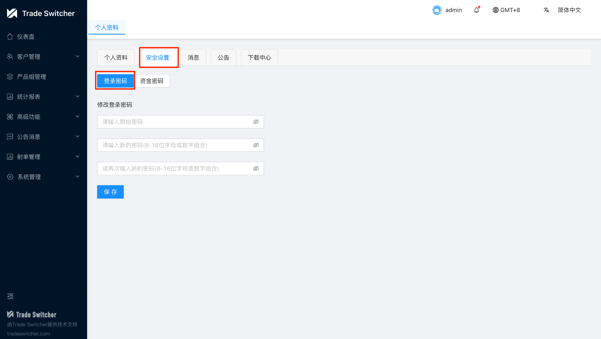 Trade Switcher
admin
GMT+8
简体中文
个人资料
仪表盘
客户管理
产品组管理
统计报表
高级功能
公告消息
射单管理
系统管理
个人资料
安全设置
消息
公告
下载中心
登录密码
资金密码
修改登录密码
请输入原始密码
请输入新的密码(8-16位字母或数字组合)
请再次输入新的密码(8-16位字母或数字组合)
保 存
Trade Switcher
由Trade Switcher提供技术支持
tradeswitcher.com